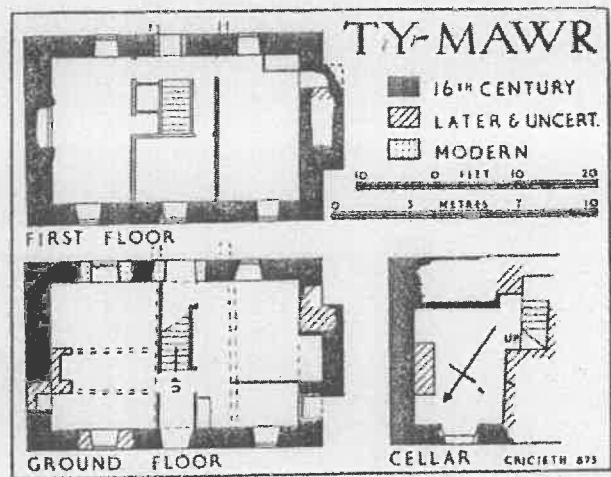 TY-MAWR
16TH CENTURY
LATER & UNCERT.
MODERN
10 0 FEET 10 20
0 3 METRES 7 10
FIRST FLOOR
UP
GROUND FLOOR
CELLAR
CRICIETH 875